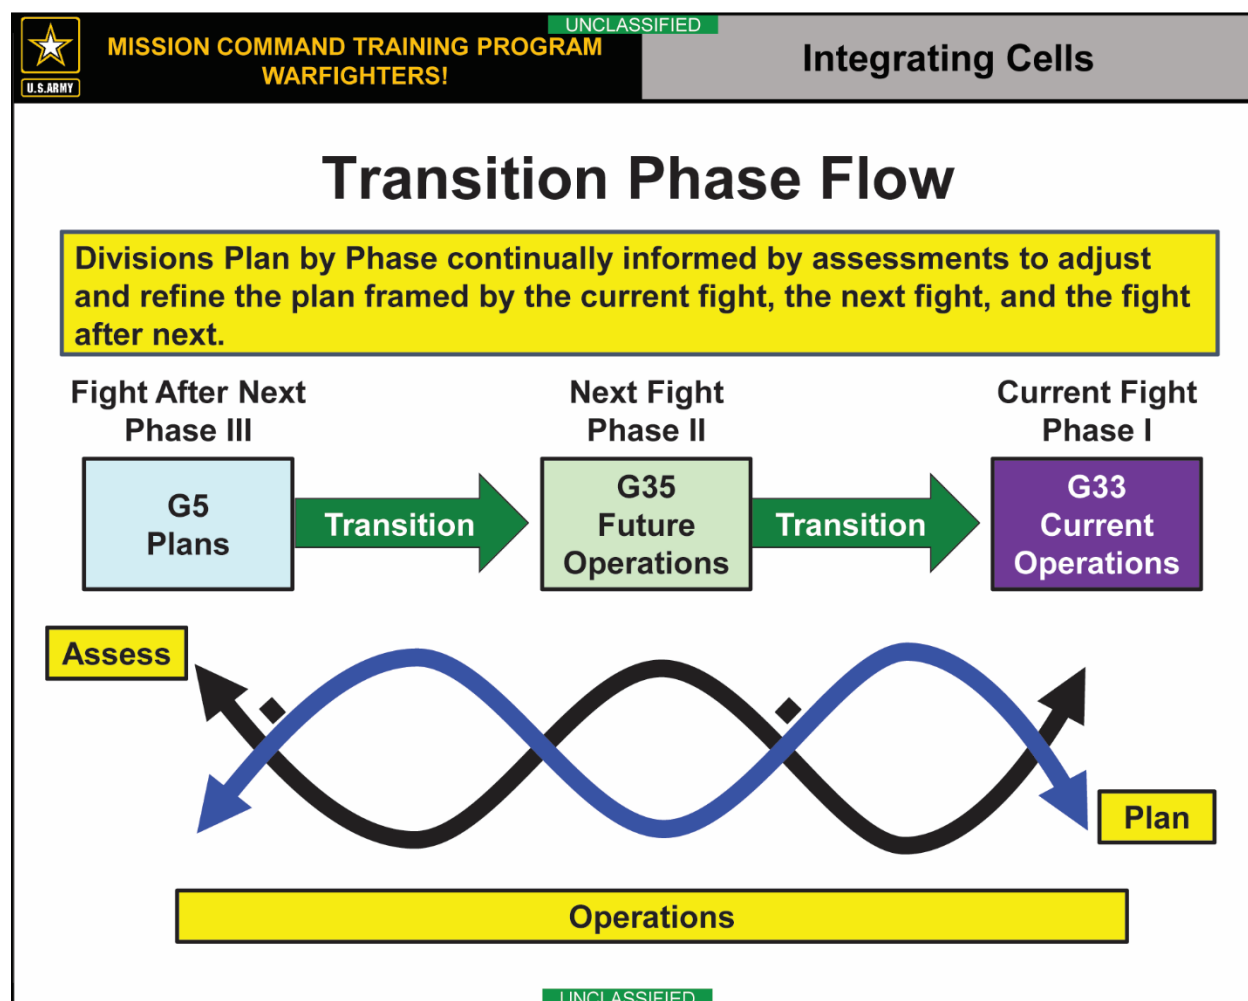 UNCLASSIFIED
MISSION COMMAND TRAINING PROGRAM
WARFIGHTERS!
U.S.ARMY
Integrating Cells
Transition Phase Flow
Divisions Plan by Phase continually informed by assessments to adjust
and refine the plan framed by the current fight, the next fight, and the fight
after next.
Fight After Next
Phase III
Next Fight
Phase II
Current Fight
Phase I
G5
Plans
Transition
G35
Future
Operations
Transition
G33
Current
Operations
Assess
Plan
Operations
UNCLASSIFIED